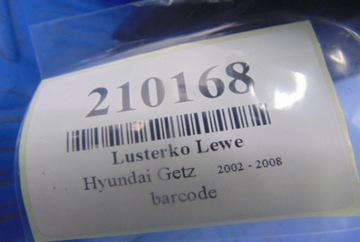 210168
Lusterko Lewe
Hyundai Getz 2002 - 2008
barcode